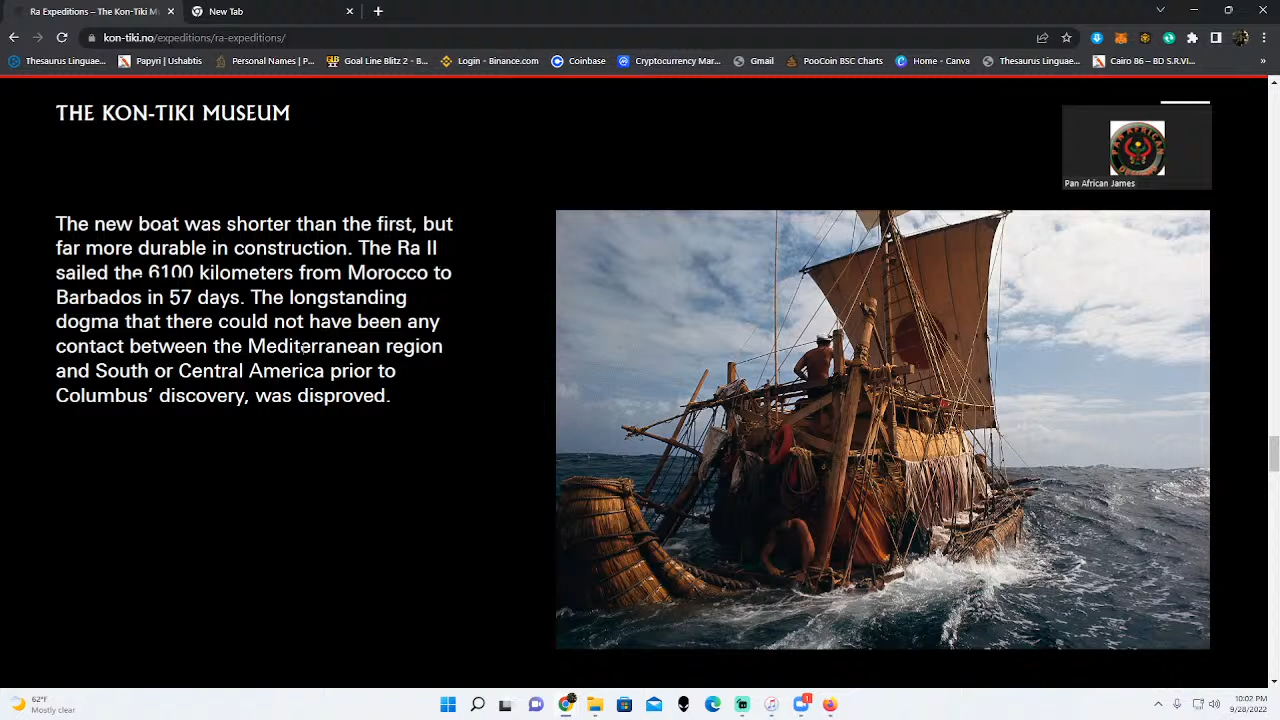 Ra Expeditions – The Kon-Tiki M
New Tab
kon-tiki.no/expeditions/ra-expeditions/
Thesaurus Linguae...
Papyri | Ushabtis
Personal Names | P...
Goal Line Blitz 2 - B...
Login - Binance.com
Coinbase
Cryptocurrency Mar...
Gmail
PooCoin BSC Charts
Home - Canva
Thesaurus Lingua...
Cairo 86 – BD S.R.VI...
»
THE KON-TIKI MUSEUM
PAN AFRICAN
Pan African James
The new boat was shorter than the first, but
far more durable in construction. The Ra II
sailed the 6100 kilometers from Morocco to
Barbados in 57 days. The longstanding
dogma that there could not have been any
contact between the Mediterranean region
and South or Central America prior to
Columbus‘ discovery, was disproved.
62°F
Mostly clear
1
10:02 PM
9/28/2022